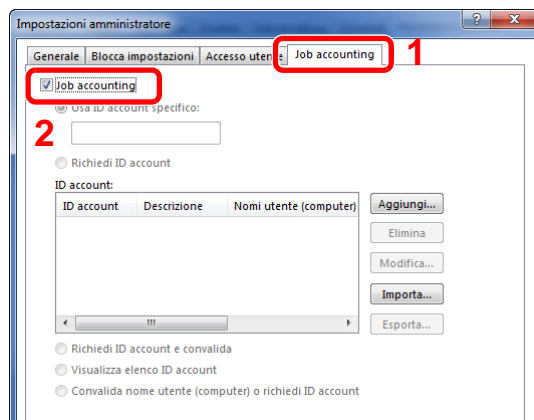 Impostazioni amministratore
?
X
Generale Blocca impostazioni Accesso utente Job accounting 1
Job accounting
Usa ID account specifico:
2
Richiedi ID account
ID account:
ID account Descrizione Nomi utente (computer) Aggiungi...
Elimina
Modifica...
Importa...
Esporta...
Richiedi ID account e convalida
Visualizza elenco ID account
Convalida nome utente (computer) o richiedi ID account